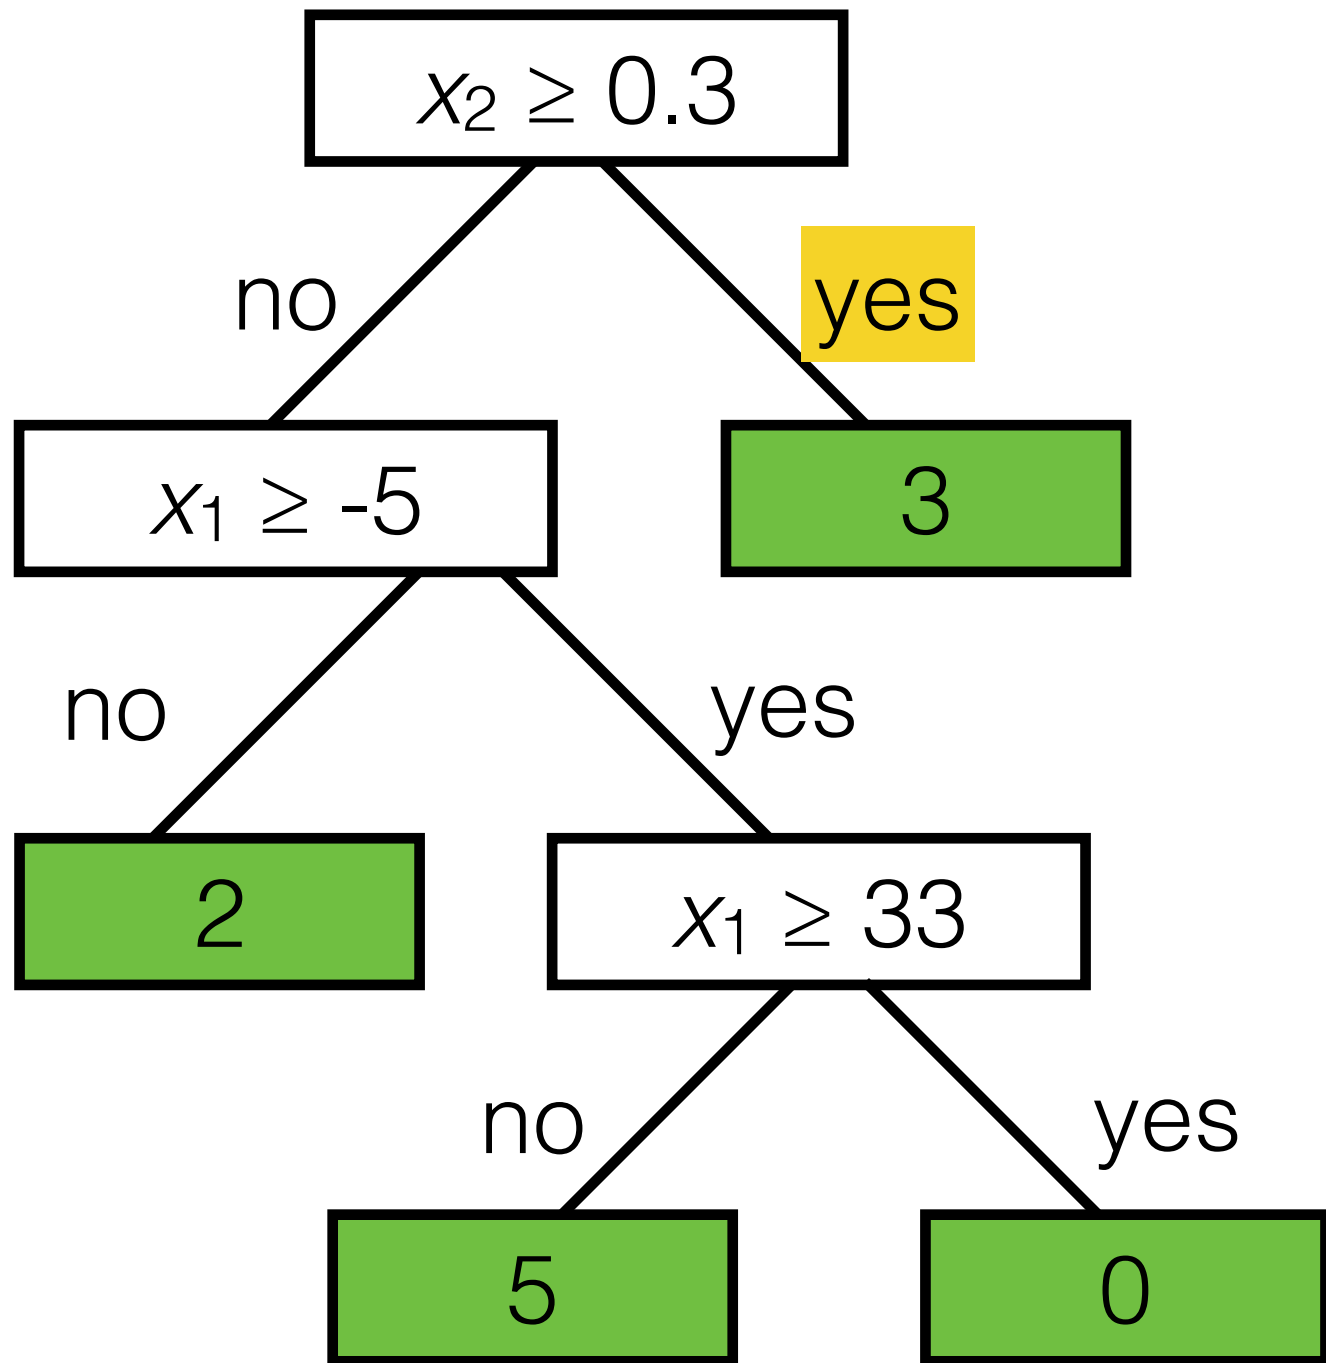 x₂ ≥ 0.3
no
yes
x₁ ≥ -5
3
no
yes
2
x₁ ≥ 33
no
yes
5
0